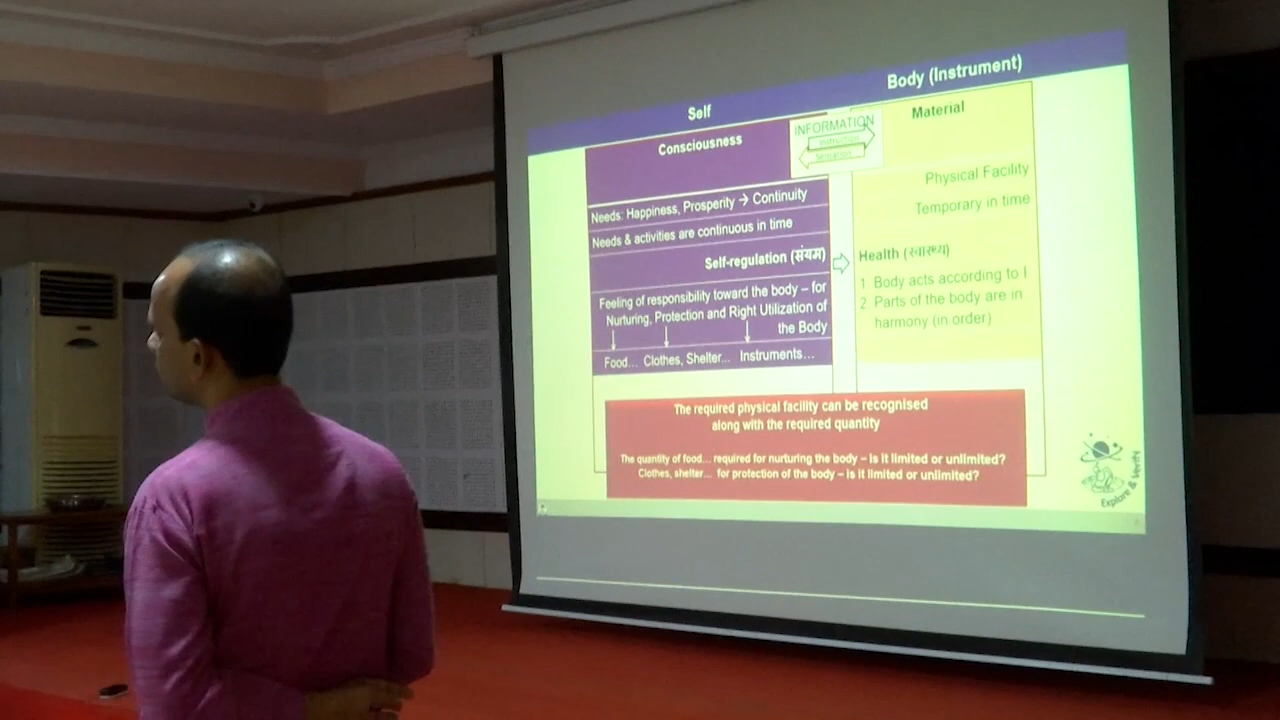 Self
Body (Instrument)
Consciousness
INFORMATION
Instruction
Sensation
Material
Needs: Happiness, Prosperity → Continuity
Needs & activities are continuous in time
Physical Facility
Temporary in time
Self-regulation (संयम)
Health (स्वास्थ्य)
Feeling of responsibility toward the body – for
Nurturing, Protection and Right Utilization of
the Body
1 Body acts according to I
2 Parts of the body are in
harmony (in order)
Food… Clothes, Shelter… Instruments…
The required physical facility can be recognised
along with the required quantity
The quantity of food… required for nurturing the body – is it limited or unlimited?
Clothes, shelter… for protection of the body – is it limited or unlimited?
Explore & Verify